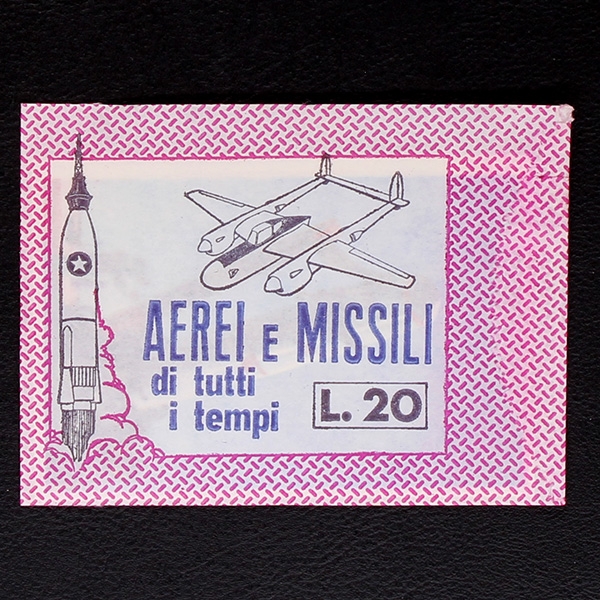 AEREI E MISSILI
di tutti
i tempi
L. 20